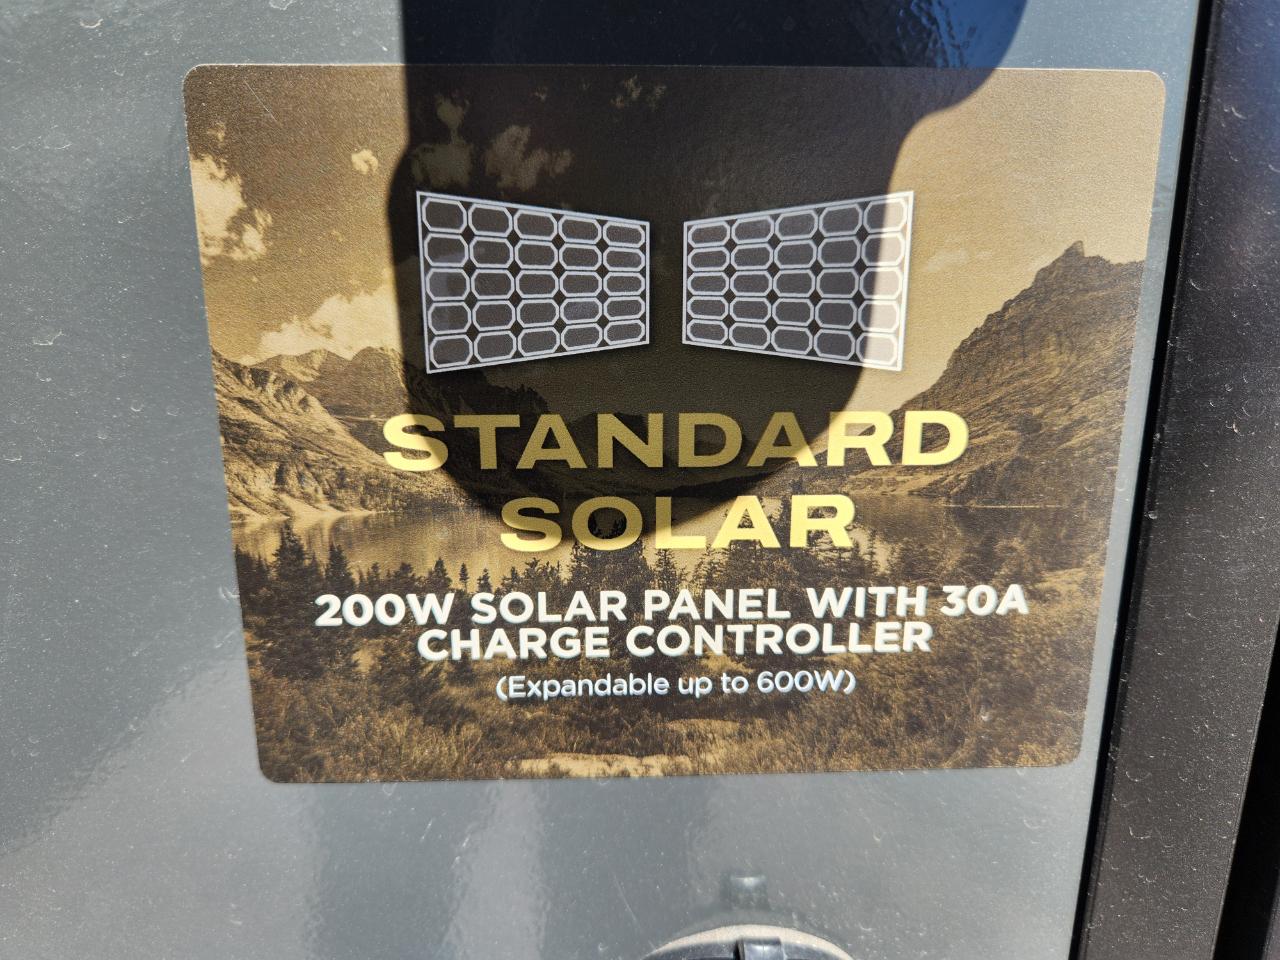 STANDARD
SOLAR
200W SOLAR PANEL WITH 30A
CHARGE CONTROLLER
(Expandable up to 600W)